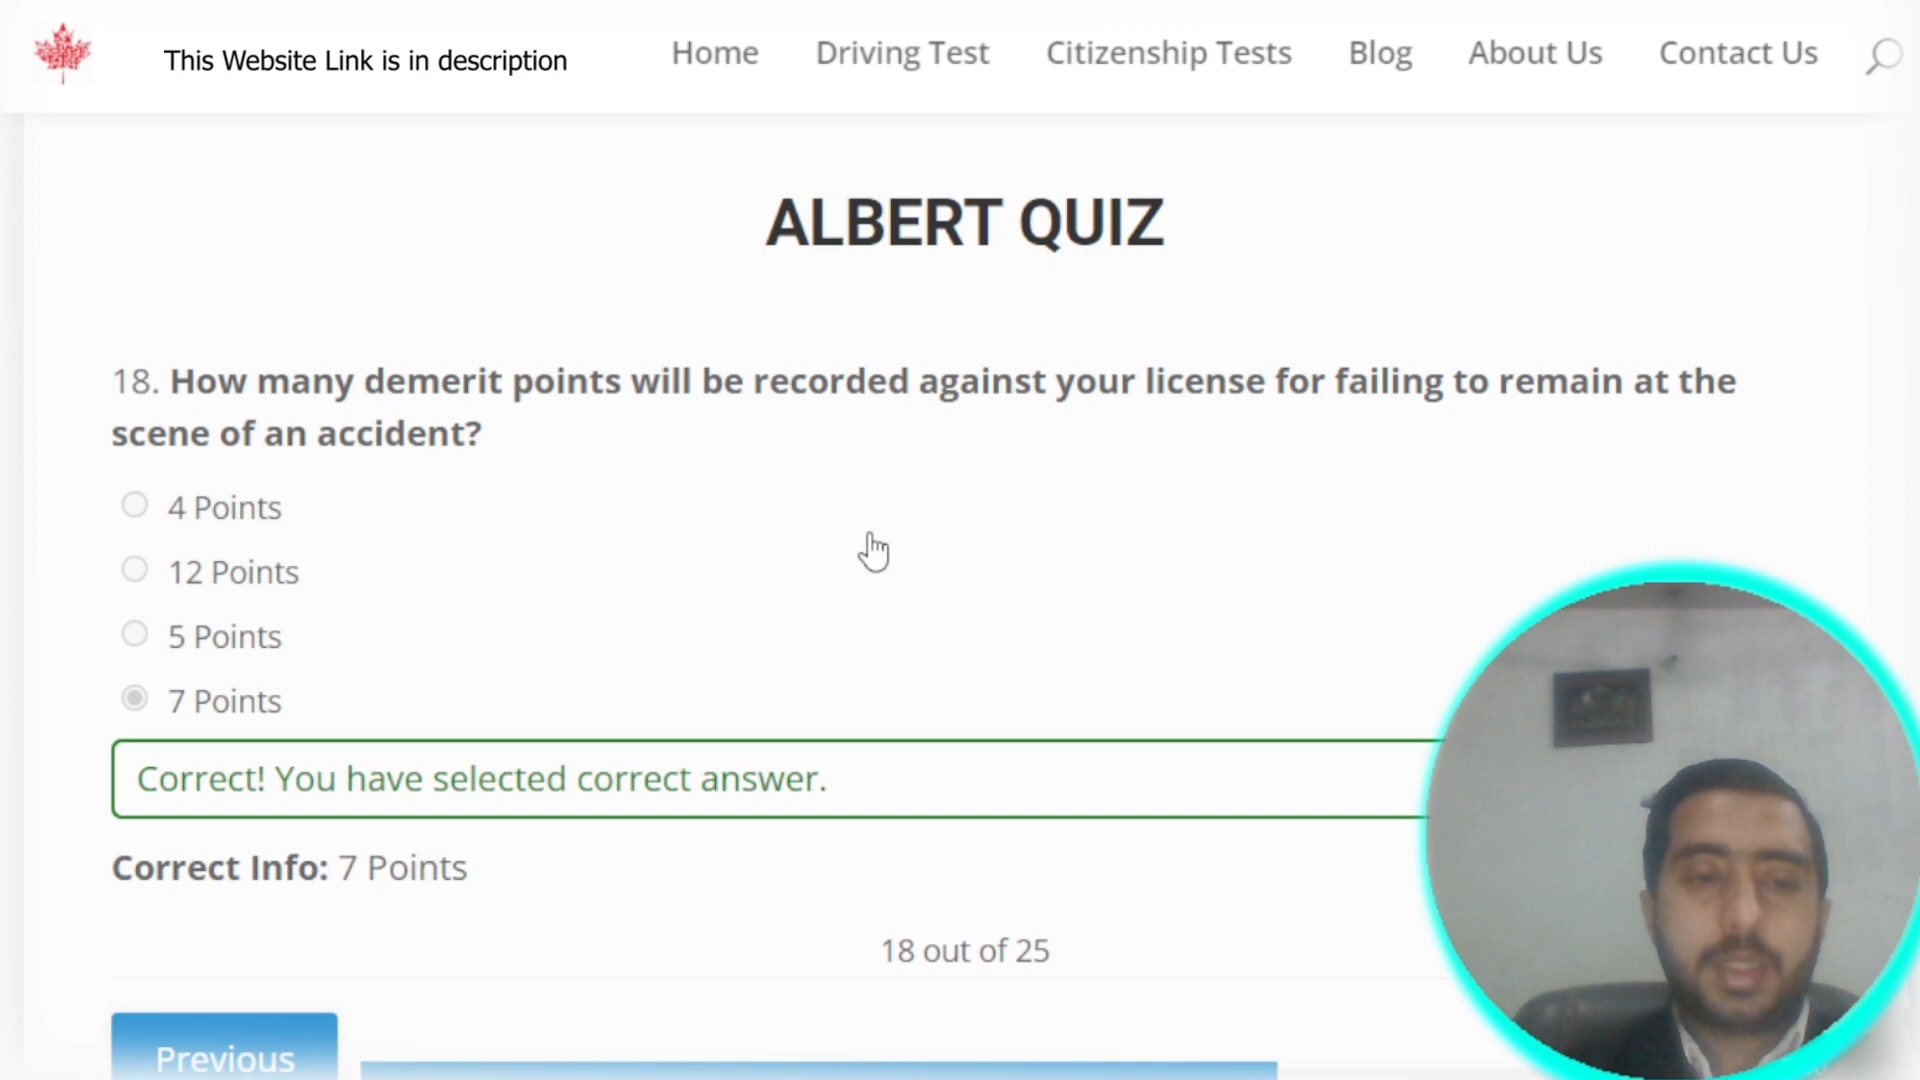 This Website Link is in description
Home Driving Test Citizenship Tests Blog About Us Contact Us
ALBERT QUIZ
18. How many demerit points will be recorded against your license for failing to remain at the
scene of an accident?
4 Points
12 Points
5 Points
7 Points
Correct! You have selected correct answer.
Correct Info: 7 Points
18 out of 25
Previous